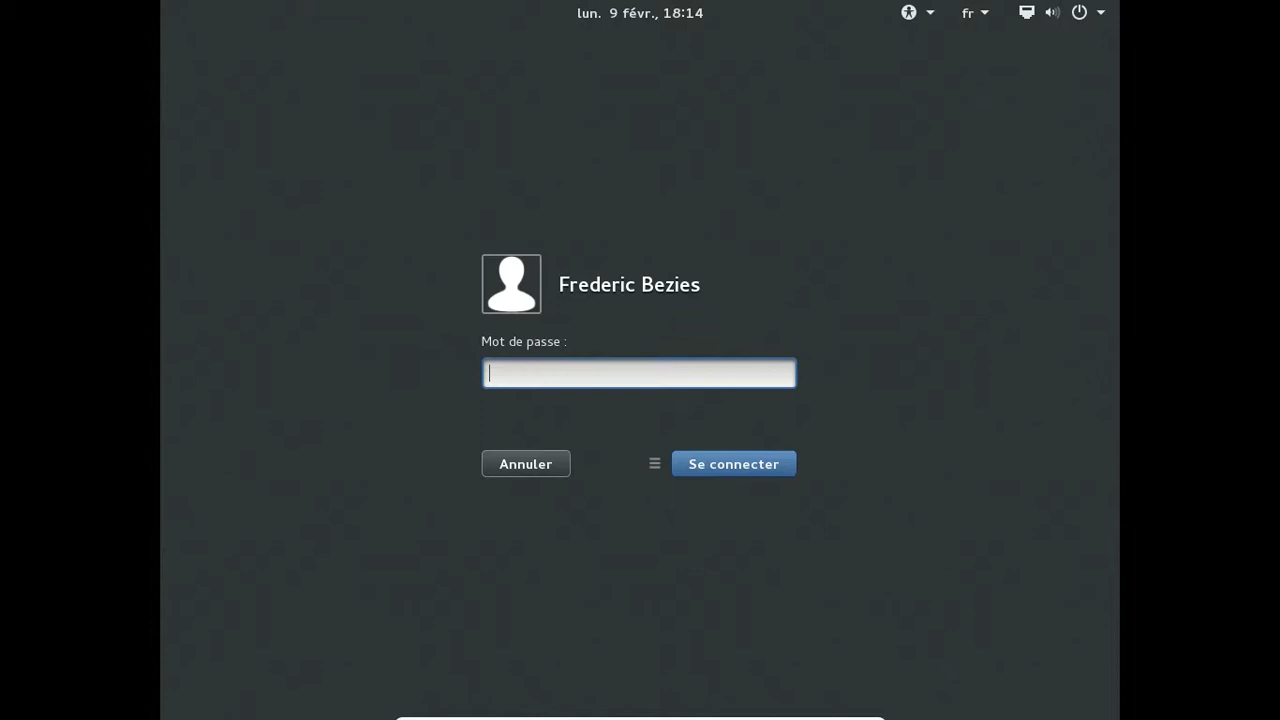 lun. 9 févr., 18:14
fr
Frederic Bezies
Mot de passe :
Annuler
Se connecter